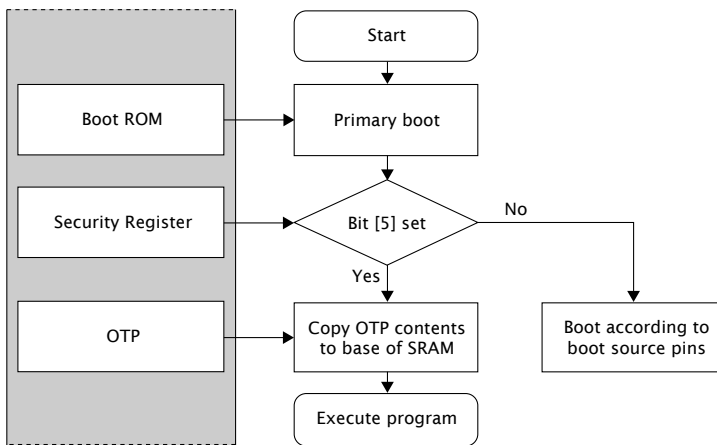 Start
Boot ROM
Primary boot
Security Register
Bit [5] set
No
Yes
OTP
Copy OTP contents
to base of SRAM
Boot according to
boot source pins
Execute program